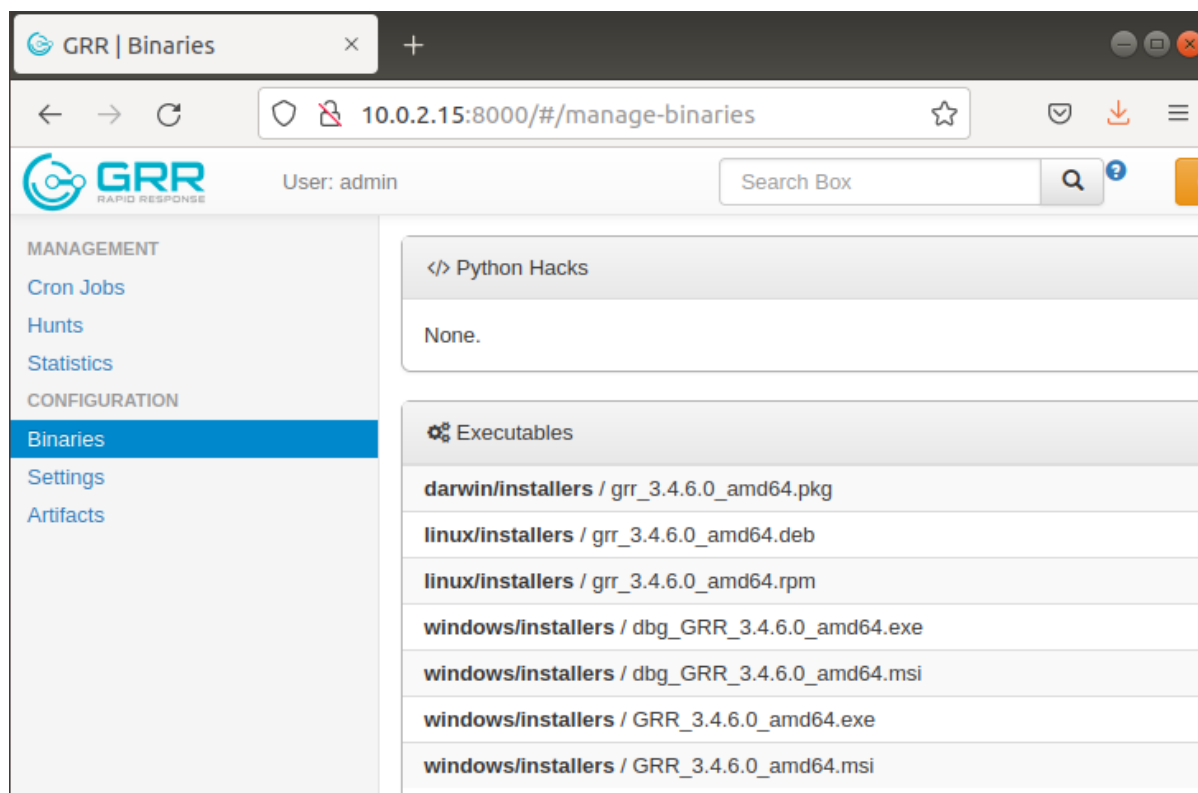 GRR | Binaries
10.0.2.15:8000/#/manage-binaries
GRR
RAPID RESPONSE
User: admin
Search Box
MANAGEMENT
Cron Jobs
Hunts
Statistics
CONFIGURATION
Binaries
Settings
Artifacts
</> Python Hacks
None.
Executables
darwin/installers / grr_3.4.6.0_amd64.pkg
linux/installers / grr_3.4.6.0_amd64.deb
linux/installers / grr_3.4.6.0_amd64.rpm
windows/installers / dbg_GRR_3.4.6.0_amd64.exe
windows/installers / dbg_GRR_3.4.6.0_amd64.msi
windows/installers / GRR_3.4.6.0_amd64.exe
windows/installers / GRR_3.4.6.0_amd64.msi